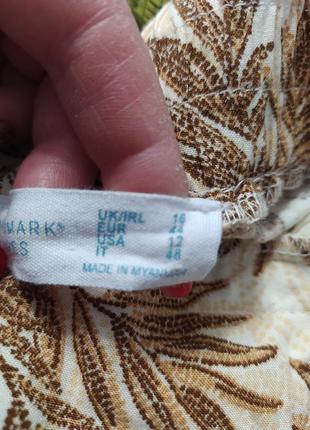 MARK®
ES
UK/IRL 16
EUR 44
USA 12
IT 48
MADE IN MYANMAR